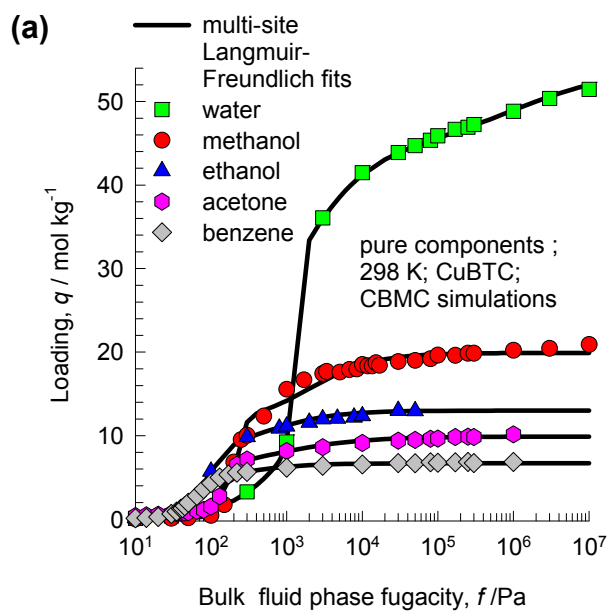 (a)
multi-site
Langmuir-
Freundlich fits
water
methanol
ethanol
acetone
benzene
pure components ;
298 K; CuBTC;
CBMC simulations
Loading, q / mol kg⁻¹
50
40
30
20
10
0
10¹ 10² 10³ 10⁴ 10⁵ 10⁶ 10⁷
Bulk fluid phase fugacity, f /Pa